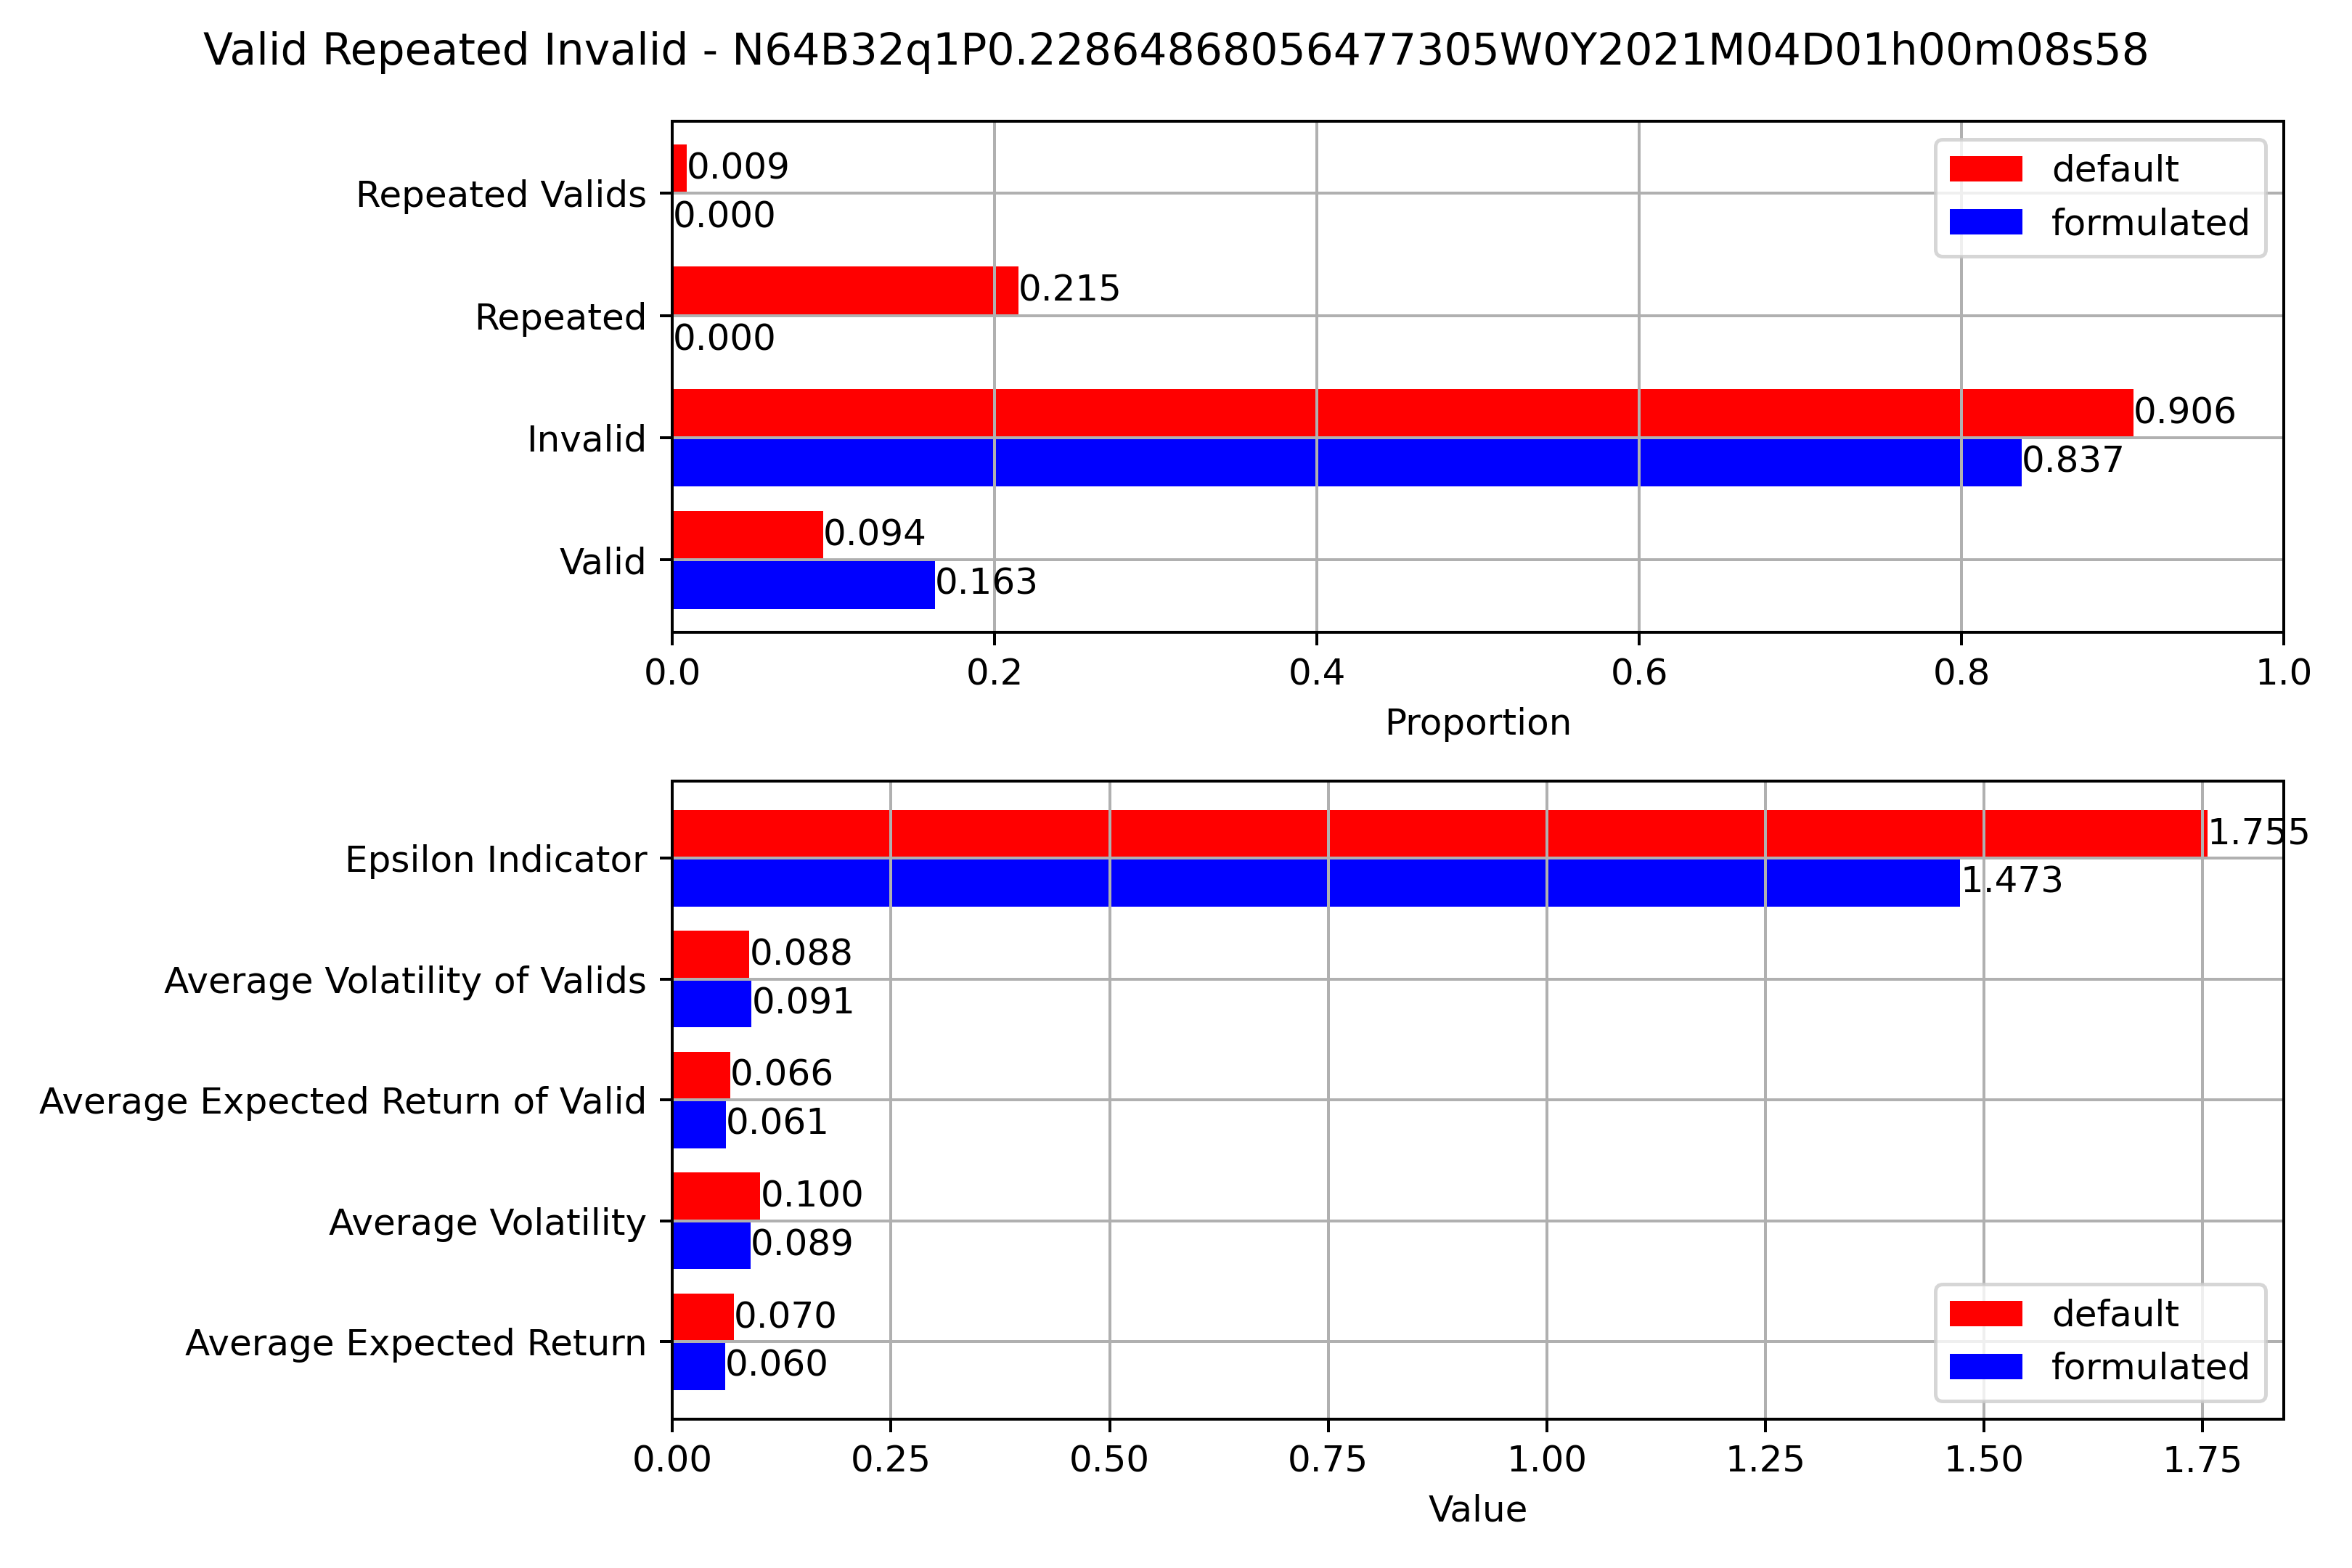 Valid Repeated Invalid - N64B32q1P0.22864868056477305W0Y2021M04D01h00m08s58
Repeated Valids
0.009
0.000
Repeated
0.215
0.000
Invalid
0.906
0.837
Valid
0.094
0.163
default
formulated
0.0 0.2 0.4 0.6 0.8 1.0
Proportion
Epsilon Indicator
1.755
1.473
Average Volatility of Valids
0.088
0.091
Average Expected Return of Valid
0.066
0.061
Average Volatility
0.100
0.089
Average Expected Return
0.070
0.060
default
formulated
0.00 0.25 0.50 0.75 1.00 1.25 1.50 1.75
Value